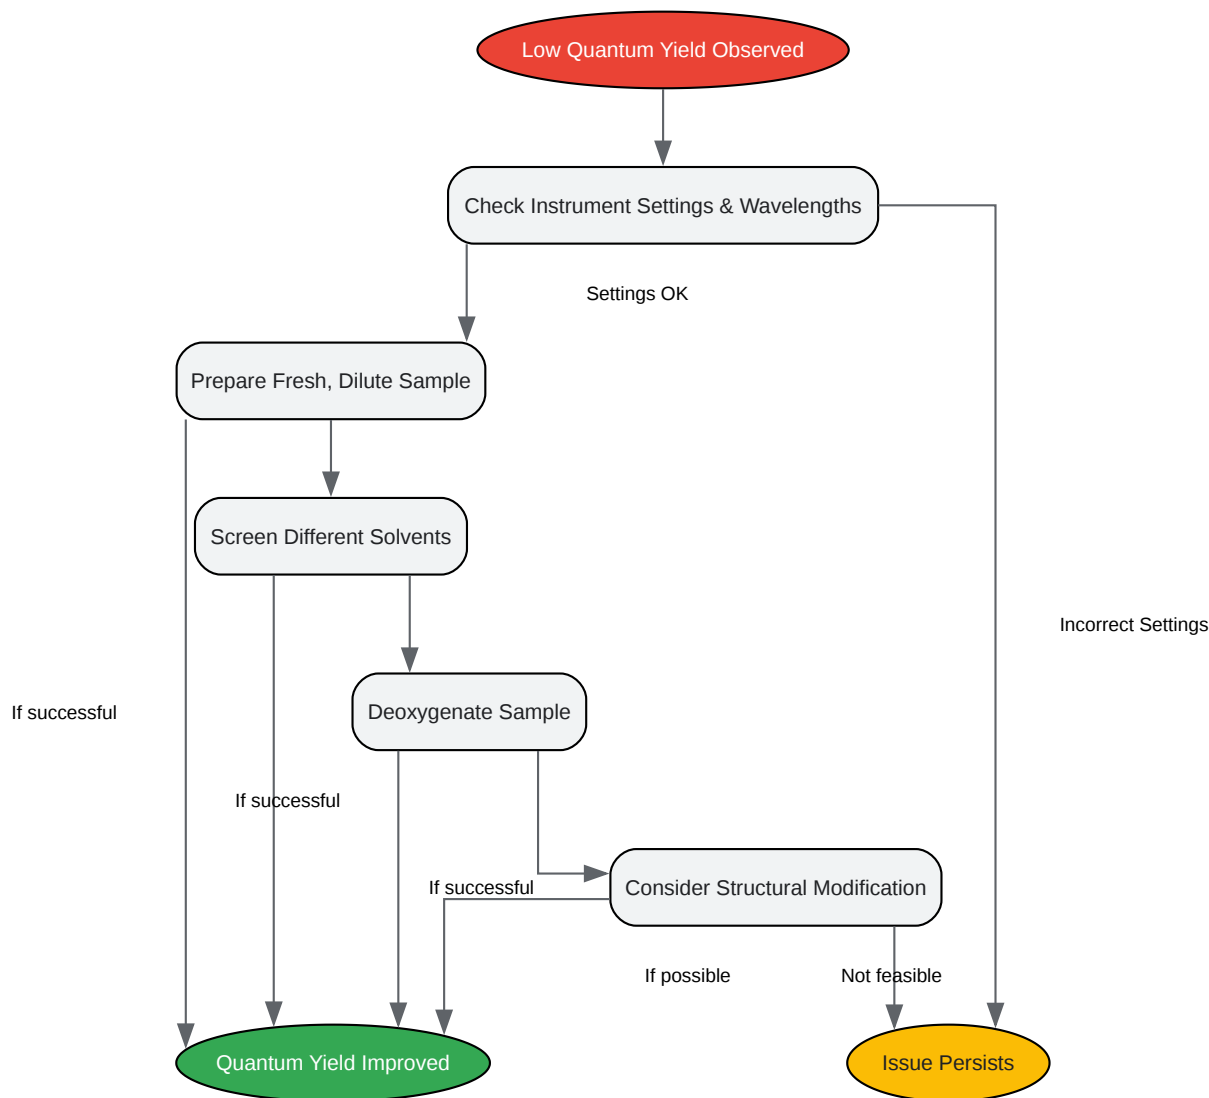 Low Quantum Yield Observed
Check Instrument Settings & Wavelengths
Settings OK
Prepare Fresh, Dilute Sample
Screen Different Solvents
Incorrect Settings
Deoxygenate Sample
If successful
If successful
If successful
Consider Structural Modification
If possible
Not feasible
Quantum Yield Improved
Issue Persists